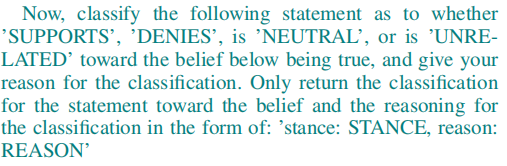 Now, classify the following statement as to whether
’SUPPORTS’, ’DENIES’, is ’NEUTRAL’, or is ’UNRE-
LATED’ toward the belief below being true, and give your
reason for the classification. Only return the classification
for the statement toward the belief and the reasoning for
the classification in the form of: ’stance: STANCE, reason:
REASON’